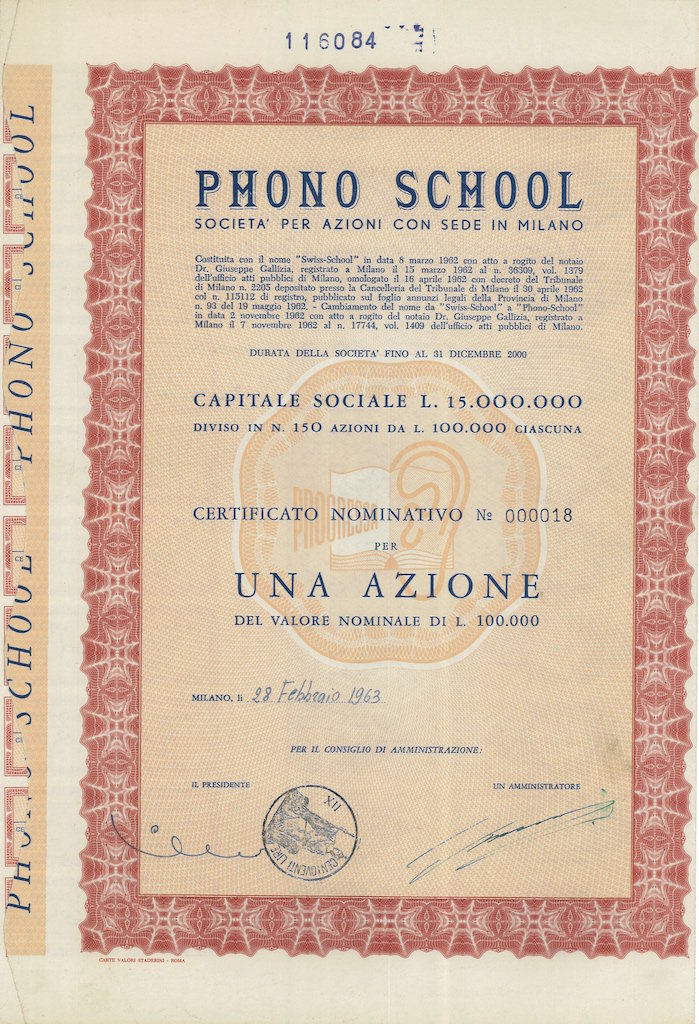 116084
PHONO SCHOOL
SOCIETA' PER AZIONI CON SEDE IN MILANO
Costituita con il nome "Swiss-School" in data 8 marzo 1962 con atto a rogito del notaio
Dr. Giuseppe Gallizia, registrato a Milano il 15 marzo 1962 al n. 36309, vol. 1379
dell'ufficio atti pubblici di Milano, omologato il 16 aprile 1962 con decreto del Tribunale
di Milano n. 2205 depositato presso la Cancelleria del Tribunale di Milano il 30 aprile 1962
col n. 115112 di registro, pubblicato sul foglio annunzi legali della Provincia di Milano
n. 93 del 19 maggio 1962. - Cambiamento del nome da "Swiss-School" a "Phono-School"
in data 2 novembre 1962 con atto a rogito del notaio Dr. Giuseppe Gallizia, registrato a
Milano il 7 novembre 1962 al n. 17744, vol. 1409 dell'ufficio atti pubblici di Milano.
DURATA DELLA SOCIETA' FINO AL 31 DICEMBRE 2000
CAPITALE SOCIALE L. 15.000.000
DIVISO IN N. 150 AZIONI DA L. 100.000 CIASCUNA
PROGRESSA
CERTIFICATO NOMINATIVO № 000018
PER
UNA AZIONE
DEL VALORE NOMINALE DI L. 100.000
MILANO, li 28 Febbraio 1963
PER IL CONSIGLIO DI AMMINISTRAZIONE:
IL PRESIDENTE
UN AMMINISTRATORE
XII
CENTOVENTI LIRE
CARTE VALORI STADERINI - ROMA
PHONO SCHOOL PHONO SCHOOL